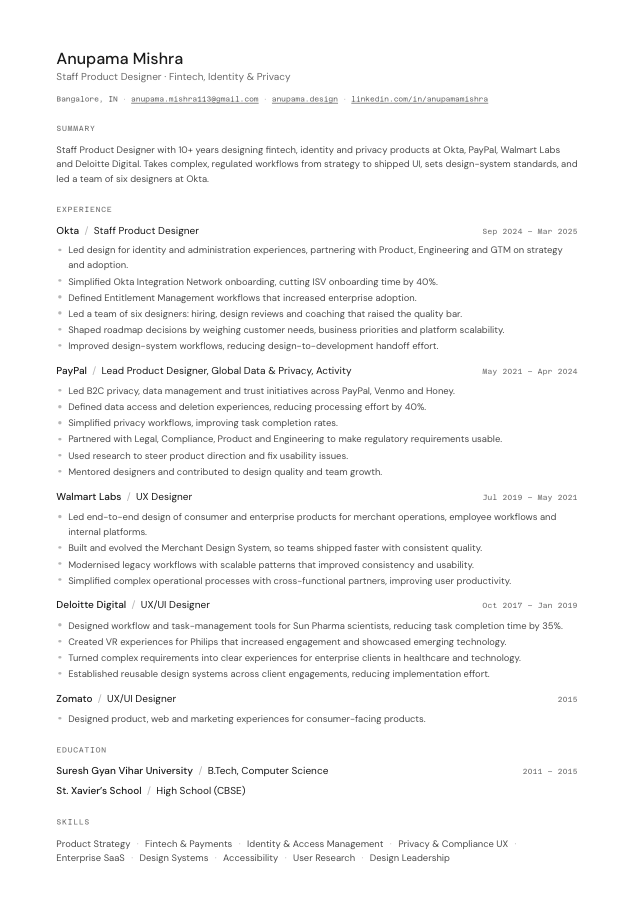 Anupama Mishra
Staff Product Designer · Fintech, Identity & Privacy
Bangalore, IN · anupama.mishra113@gmail.com · anupama.design · linkedin.com/in/anupamamishra
SUMMARY
Staff Product Designer with 10+ years designing fintech, identity and privacy products at Okta, PayPal, Walmart Labs
and Deloitte Digital. Takes complex, regulated workflows from strategy to shipped UI, sets design-system standards, and
led a team of six designers at Okta.
EXPERIENCE
Okta / Staff Product Designer Sep 2024 – Mar 2025
Led design for identity and administration experiences, partnering with Product, Engineering and GTM on strategy
and adoption.
Simplified Okta Integration Network onboarding, cutting ISV onboarding time by 40%.
Defined Entitlement Management workflows that increased enterprise adoption.
Led a team of six designers: hiring, design reviews and coaching that raised the quality bar.
Shaped roadmap decisions by weighing customer needs, business priorities and platform scalability.
Improved design-system workflows, reducing design-to-development handoff effort.
PayPal / Lead Product Designer, Global Data & Privacy, Activity May 2021 – Apr 2024
Led B2C privacy, data management and trust initiatives across PayPal, Venmo and Honey.
Defined data access and deletion experiences, reducing processing effort by 40%.
Simplified privacy workflows, improving task completion rates.
Partnered with Legal, Compliance, Product and Engineering to make regulatory requirements usable.
Used research to steer product direction and fix usability issues.
Mentored designers and contributed to design quality and team growth.
Walmart Labs / UX Designer Jul 2019 – May 2021
Led end-to-end design of consumer and enterprise products for merchant operations, employee workflows and
internal platforms.
Built and evolved the Merchant Design System, so teams shipped faster with consistent quality.
Modernised legacy workflows with scalable patterns that improved consistency and usability.
Simplified complex operational processes with cross-functional partners, improving user productivity.
Deloitte Digital / UX/UI Designer Oct 2017 – Jan 2019
Designed workflow and task-management tools for Sun Pharma scientists, reducing task completion time by 35%.
Created VR experiences for Philips that increased engagement and showcased emerging technology.
Turned complex requirements into clear experiences for enterprise clients in healthcare and technology.
Established reusable design systems across client engagements, reducing implementation effort.
Zomato / UX/UI Designer 2015
Designed product, web and marketing experiences for consumer-facing products.
EDUCATION
Suresh Gyan Vihar University / B.Tech, Computer Science 2011 – 2015
St. Xavier's School / High School (CBSE)
SKILLS
Product Strategy · Fintech & Payments · Identity & Access Management · Privacy & Compliance UX ·
Enterprise SaaS · Design Systems · Accessibility · User Research · Design Leadership